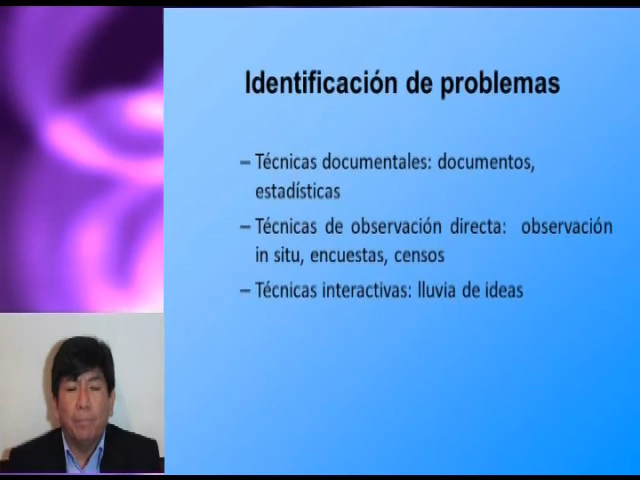 Identificación de problemas
– Técnicas documentales: documentos,
estadísticas
– Técnicas de observación directa: observación
in situ, encuestas, censos
– Técnicas interactivas: lluvia de ideas